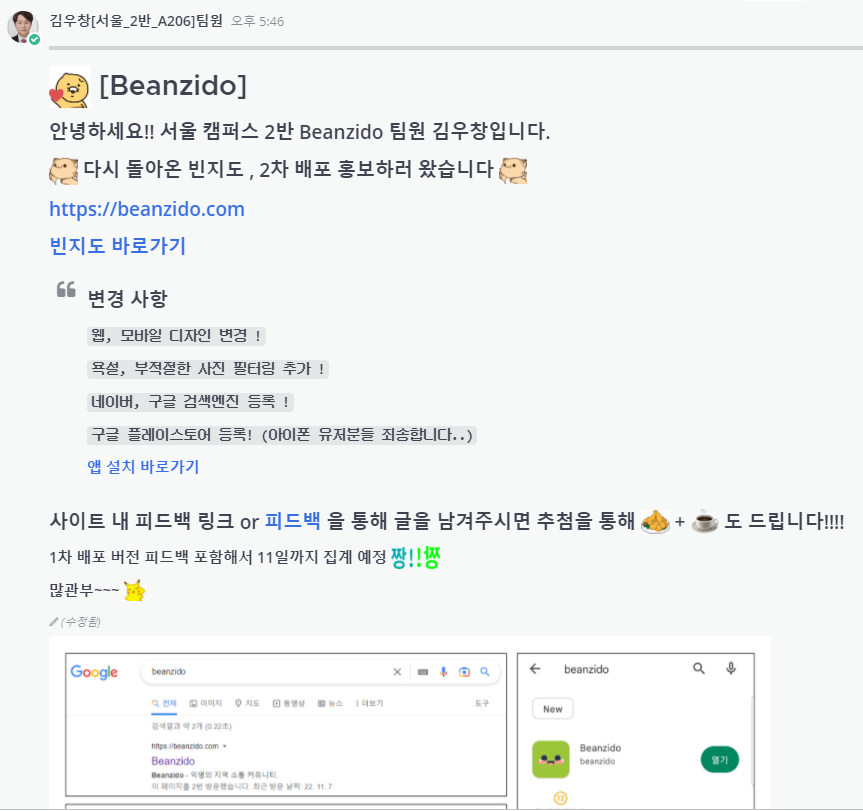 김우창[서울_2반_A206]팀원 오후 5:46
[Beanzido]
안녕하세요!! 서울 캠퍼스 2반 Beanzido 팀원 김우창입니다.
다시 돌아온 빈지도 , 2차 배포 홍보하러 왔습니다
https://beanzido.com
빈지도 바로가기
변경 사항
웹, 모바일 디자인 변경 !
욕설, 부적절한 사진 필터링 추가 !
네이버, 구글 검색엔진 등록 !
구글 플레이스토어 등록! (아이폰 유저분들 죄송합니다..)
앱 설치 바로가기
사이트 내 피드백 링크 or 피드백 을 통해 글을 남겨주시면 추첨을 통해 + 도 드립니다!!!!
1차 배포 버전 피드백 포함해서 11일까지 집계 예정 짱!!짱
많관부~~~
(수정됨)
Google beanzido
전체 이미지 지도 동영상 뉴스 더보기 도구
검색결과 약 2개 (0.22초)
https://beanzido.com
Beanzido
Beanzido - 익명의 지역 소통 커뮤니티.
이 페이지를 2번 방문했습니다. 최근 방문 날짜: 22. 11. 7
beanzido
New
Beanzido
beanzido
열기
12